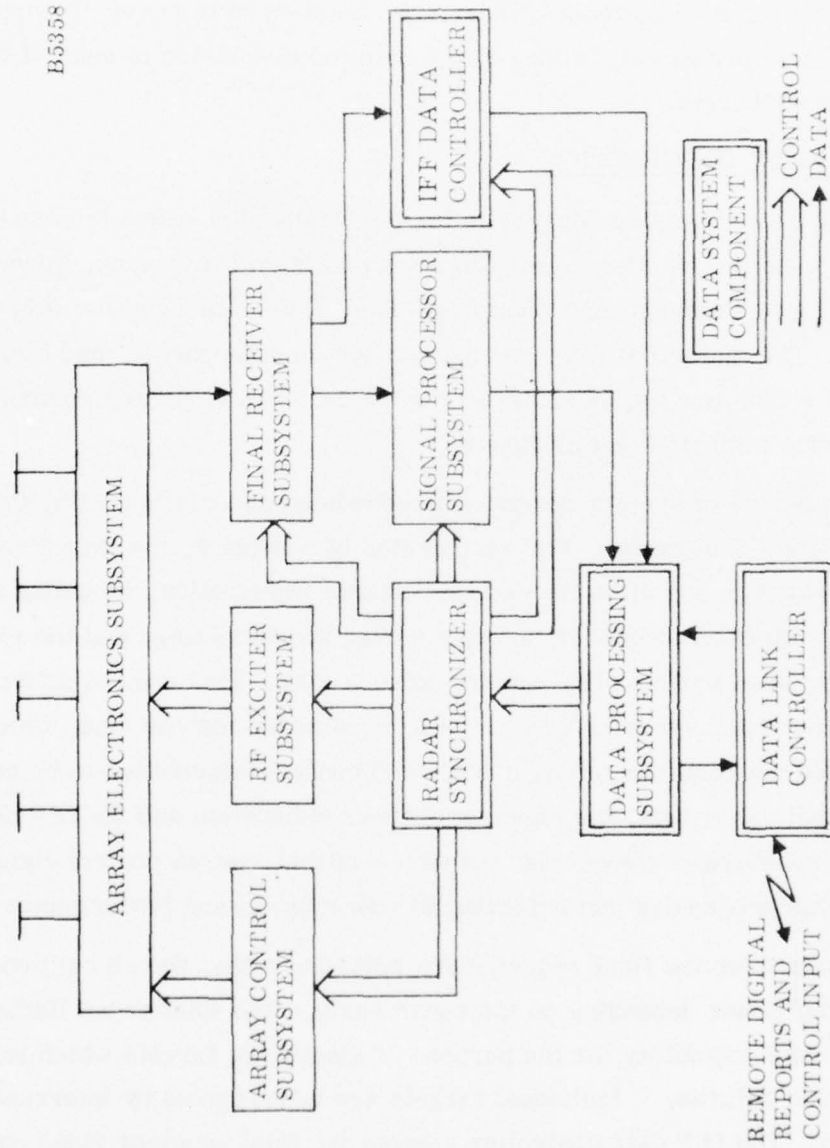 B5358
ARRAY ELECTRONICS SUBSYSTEM
ARRAY CONTROL
SUBSYSTEM
RF EXCITER
SUBSYSTEM
FINAL RECEIVER
SUBSYSTEM
RADAR
SYNCHRONIZER
SIGNAL PROCESSOR
SUBSYSTEM
IFF DATA
CONTROLLER
DATA PROCESSING
SUBSYSTEM
DATA LINK
CONTROLLER
REMOTE DIGITAL
REPORTS AND
CONTROL INPUT
DATA SYSTEM
COMPONENT
CONTROL
DATA